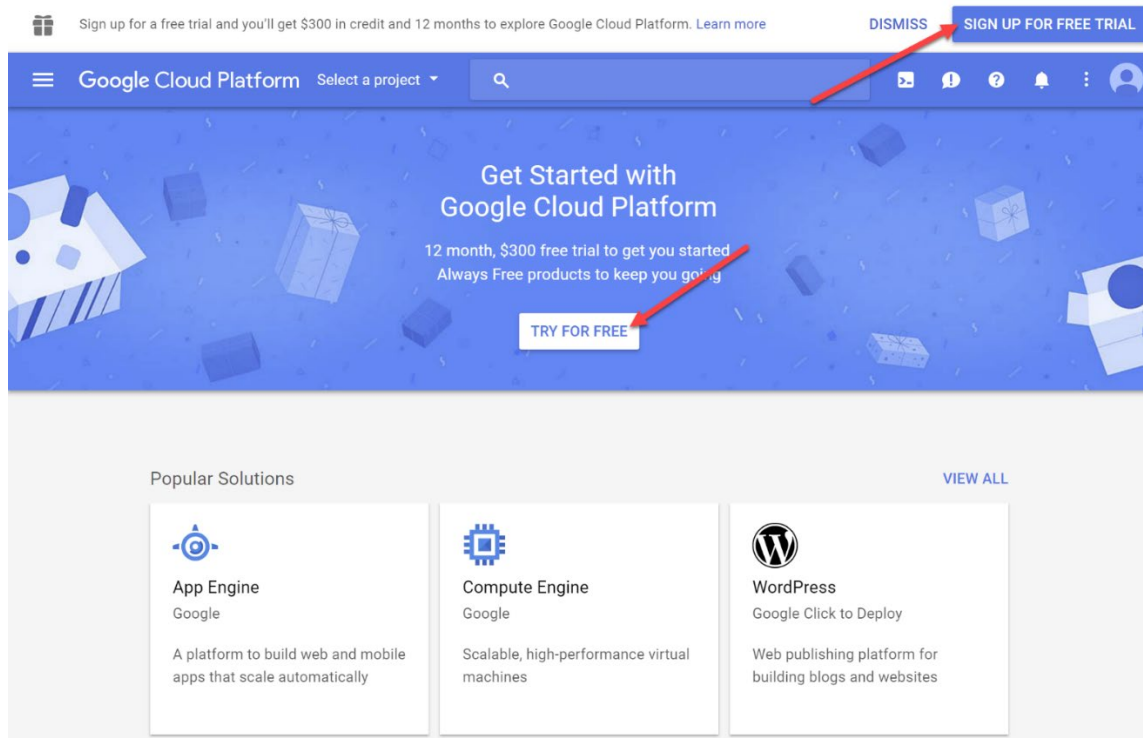 Sign up for a free trial and you'll get $300 in credit and 12 months to explore Google Cloud Platform. Learn more
DISMISS
SIGN UP FOR FREE TRIAL
Google Cloud Platform
Select a project
Get Started with
Google Cloud Platform
12 month, $300 free trial to get you started
Always Free products to keep you going
TRY FOR FREE
Popular Solutions
VIEW ALL
App Engine
Google
A platform to build web and mobile
apps that scale automatically
Compute Engine
Google
Scalable, high-performance virtual
machines
WordPress
Google Click to Deploy
Web publishing platform for
building blogs and websites